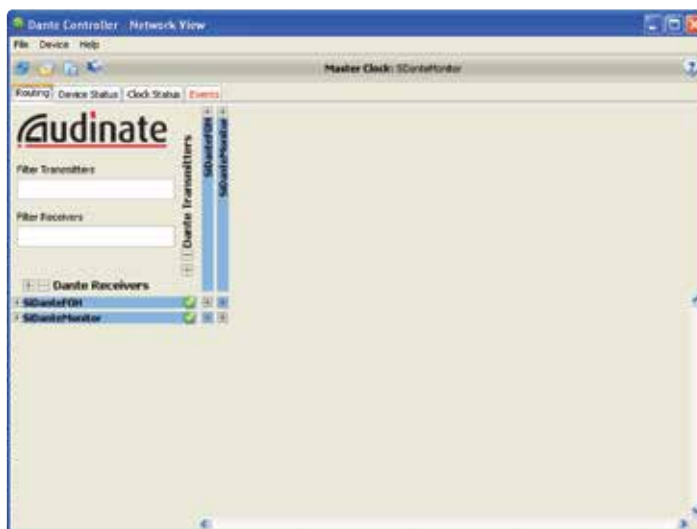 Dante Controller - Network View
File Device Help
Master Clock: SiDanteMonitor
Routing Device Status Clock Status Events
Audinate
Filter Transmitters
Filter Receivers
Dante Transmitters
SiDanteFOH
SiDanteMonitor
Dante Receivers
SiDanteFOH
SiDanteMonitor